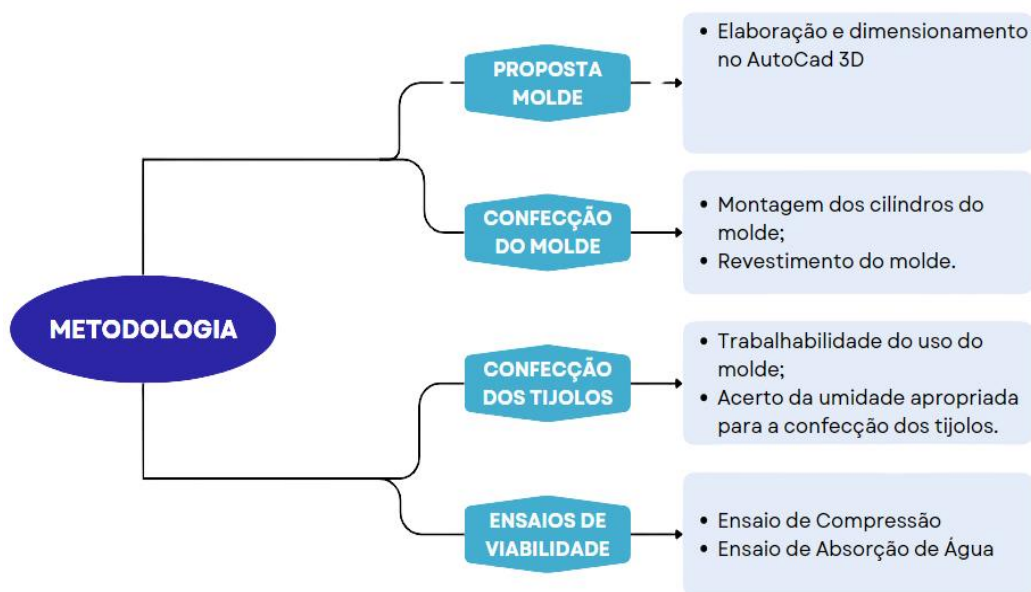 METODOLOGIA
PROPOSTA
MOLDE
• Elaboração e dimensionamento
no AutoCad 3D
CONFECÇÃO
DO MOLDE
• Montagem dos cilindros do
molde;
• Revestimento do molde.
CONFECÇÃO
DOS TIJOLOS
• Trabalhabilidade do uso do
molde;
• Acerto da umidade apropriada
para a confecção dos tijolos.
ENSAIOS DE
VIABILIDADE
• Ensaio de Compressão
• Ensaio de Absorção de Água